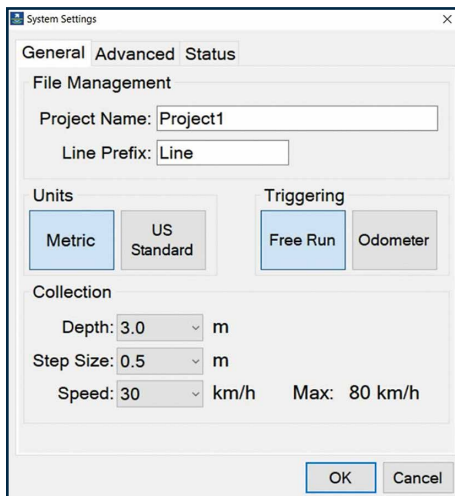 System Settings
General Advanced Status
File Management
Project Name: Project1
Line Prefix: Line
Units
Metric
US
Standard
Triggering
Free Run
Odometer
Collection
Depth: 3.0 m
Step Size: 0.5 m
Speed: 30 km/h Max: 80 km/h
OK
Cancel